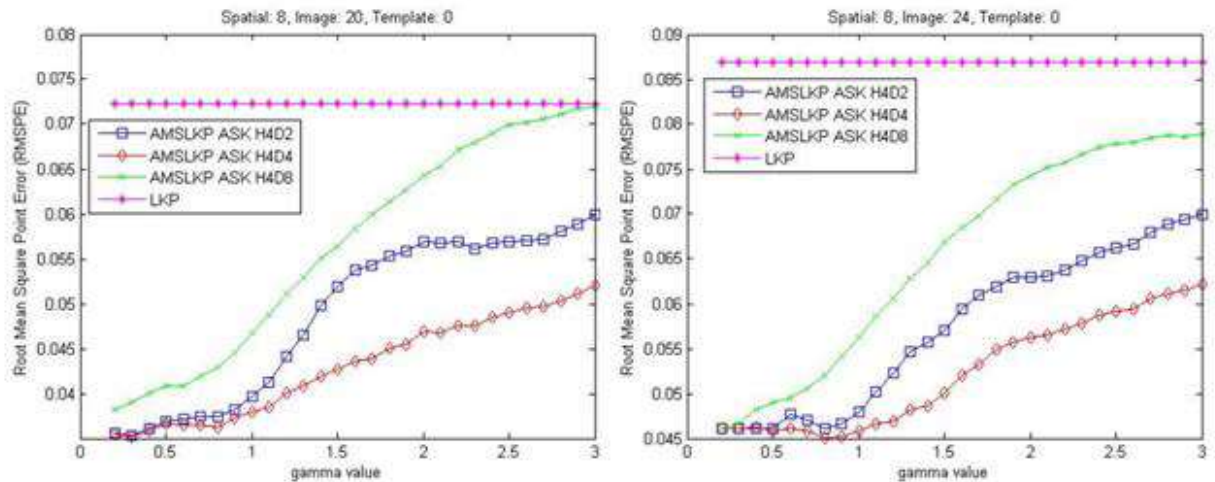 Spatial: 8, Image: 20, Template: 0
0.08
0.075
0.07
0.065
0.06
0.055
0.05
0.045
0.04
Root Mean Square Point Error (RMSPE)
AMSLKP ASK H4D2
AMSLKP ASK H4D4
AMSLKP ASK H4D8
LKP
0 0.5 1 1.5 2 2.5 3
gamma value
Spatial: 8, Image: 24, Template: 0
0.09
0.085
0.08
0.075
0.07
0.065
0.06
0.055
0.05
0.045
Root Mean Square Point Error (RMSPE)
AMSLKP ASK H4D2
AMSLKP ASK H4D4
AMSLKP ASK H4D8
LKP
0 0.5 1 1.5 2 2.5 3
gamma value